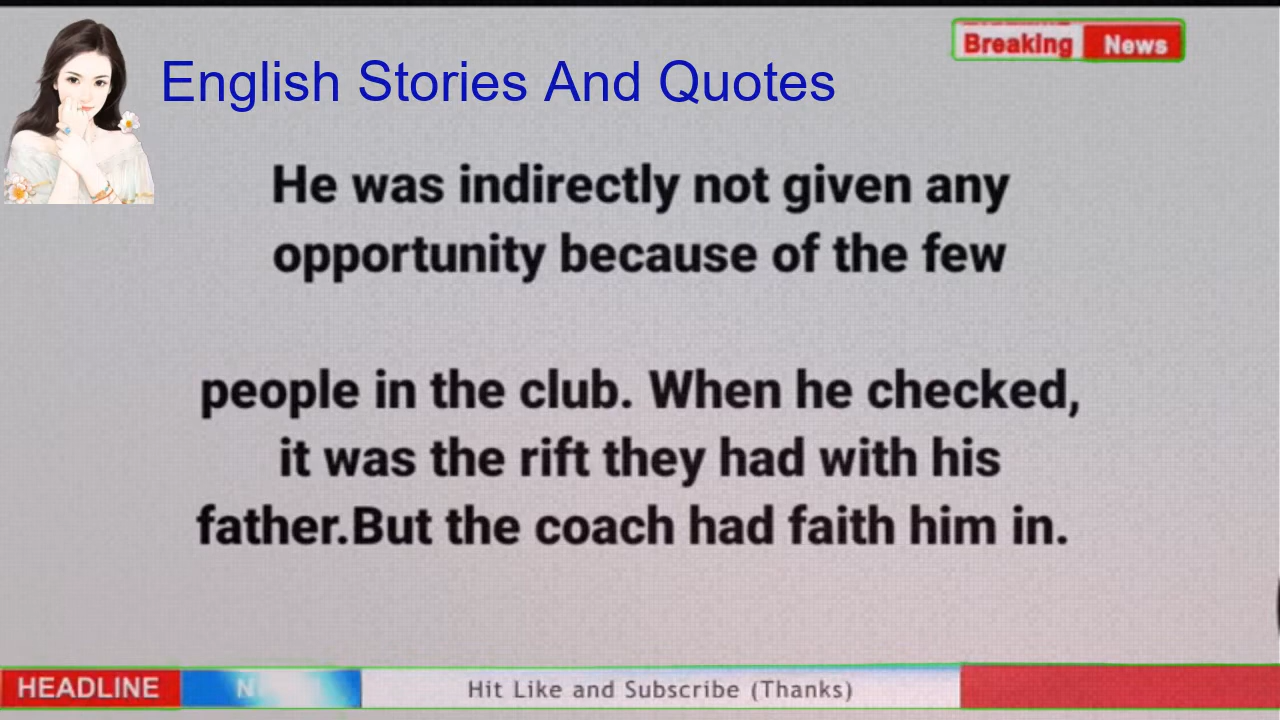 Breaking News
English Stories And Quotes
He was indirectly not given any
opportunity because of the few
people in the club. When he checked,
it was the rift they had with his
father.But the coach had faith him in.
HEADLINE
N
Hit Like and Subscribe (Thanks)